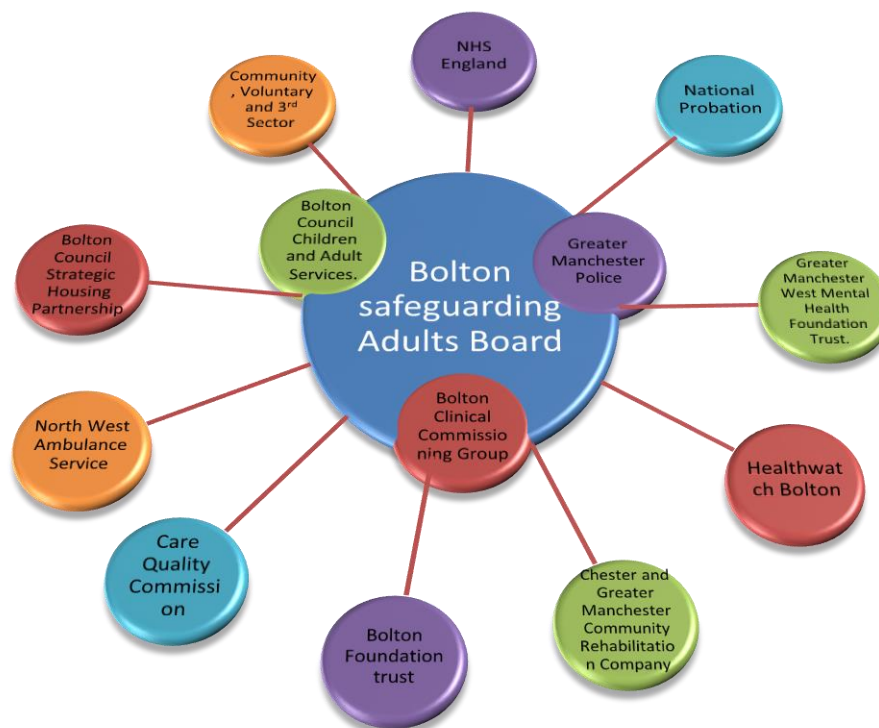 NHS
England
Community
, Voluntary
and 3rd
Sector
National
Probation
Bolton
Council
Children
and Adult
Services.
Greater
Manchester
Police
Bolton
Council
Strategic
Housing
Partnership
Bolton
safeguarding
Adults Board
Greater
Manchester
West Mental
Health
Foundation
Trust.
Bolton
Clinical
Commissio
ning Group
North West
Ambulance
Service
Healthwat
ch Bolton
Care
Quality
Commissi
on
Chester and
Greater
Manchester
Community
Rehabilitatio
n Company
Bolton
Foundation
trust